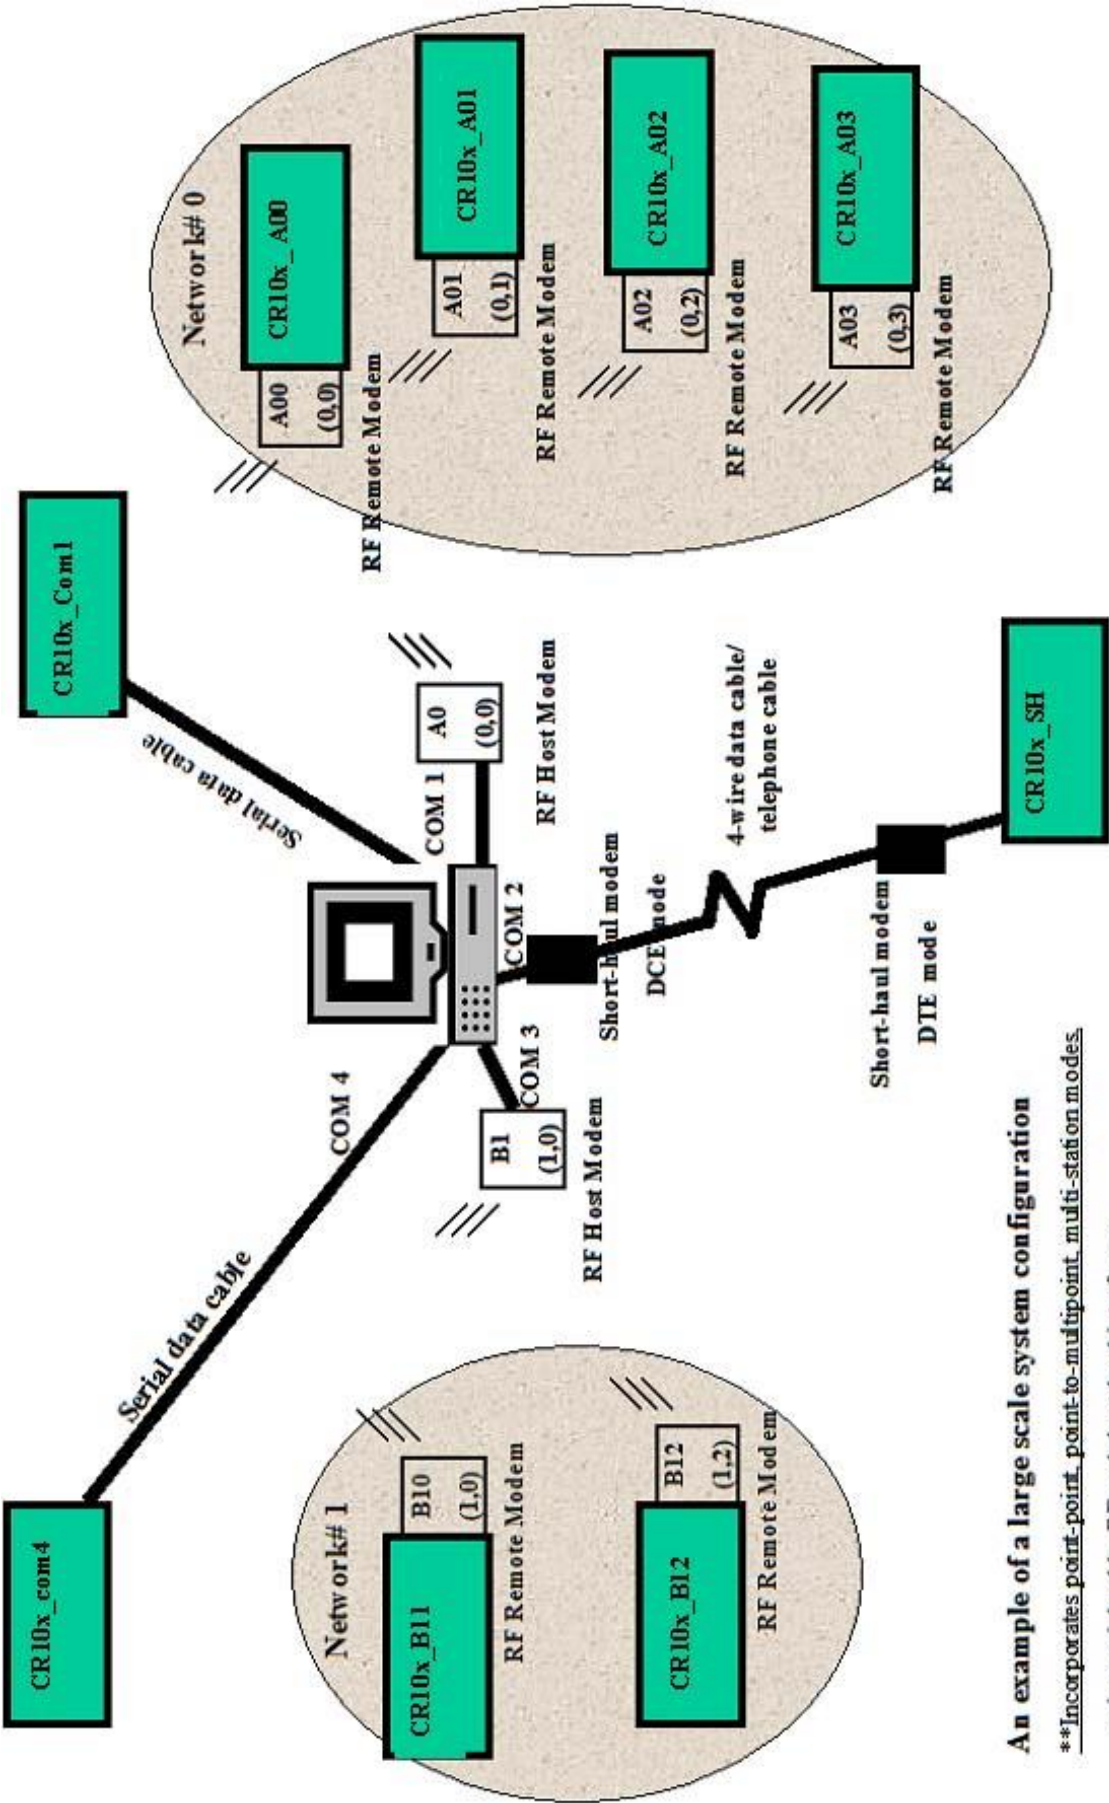 CR10x_com4
Serial data cable
COM 4
CR10x_Com1
Serial data cable
COM 1
A0
(0,0)
RF Host Modem
COM 2
Short-haul modem
DCE mode
4-wire data cable/
telephone cable
Short-haul modem
DTE mode
CR10x_SH
COM 3
B1
(1,0)
RF Host Modem
Network# 1
CR10x_B11
B10
(1,0)
RF Remote Modem
CR10x_B12
B12
(1,2)
RF Remote Modem
Network# 0
A00
(0,0)
CR10x_A00
RF Remote Modem
A01
(0,1)
CR10x_A01
RF Remote Modem
A02
(0,2)
CR10x_A02
RF Remote Modem
A03
(0,3)
CR10x_A03
RF Remote Modem
An example of a large scale system configuration
**Incorporates point-point, point-to-multipoint, multi-station modes.